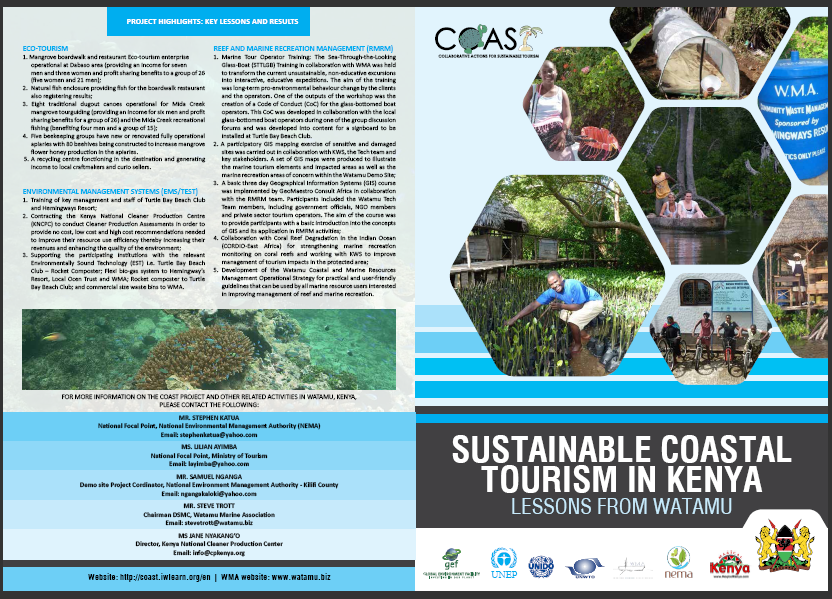 PROJECT HIGHLIGHTS: KEY LESSONS AND RESULTS
ECO-TOURISM
1. Mangrove boardwalk and restaurant Eco-tourism enterprise
operational at Dabaso area (providing an income for seven
men and three women and profit sharing benefits to a group of 26
(five women and 21 men);
2. Natural fish enclosure providing fish for the boardwalk restaurant
also registering results;
3. Eight traditional dugout canoes operational for Mida Creek
mangrove tourguiding (providing an income for six men and profit
sharing benefits for a group of 26) and the Mida Creek recreational
fishing (benefiting four men and a group of 15);
4. Five beekeeping groups have new or renovated fully operational
apiaries with 80 beehives being constructed to increase mangrove
flower honey production in the apiaries.
5. A recycling centre functioning in the destination and generating
income to local craftmakers and curio sellers.
ENVIRONMENTAL MANAGEMENT SYSTEMS (EMS/TEST)
1. Training of key management and staff of Turtle Bay Beach Club
and Hemingways Resort;
2. Contracting the Kenya National Cleaner Production Centre
(KNCPC) to conduct Cleaner Production Assessments in order to
provide no cost, low cost and high cost recommendations needed
to improve their resource use efficiency thereby increasing their
revenues and enhancing the quality of the environment;
3. Supporting the participating institutions with the relevant
Environmentally Sound Technology (EST) i.e. Turtle Bay Beach
Club – Rocket Composter; Flexi bio-gas system to Hemingway's
Resort, Local Ocen Trust and WMA; Rocket composter to Turtle
Bay Beach Club; and commercial size waste bins to WMA.
REEF AND MARINE RECREATION MANAGEMENT (RMRM)
1. Marine Tour Operator Training: The Sea-Through-the-Looking
Glass-Boat (STTLGB) Training in collaboration with WMA was held
to transform the current unsustainable, non-educative excursions
into interactive, educative expeditions. The aim of the training
was long-term pro-environmental behaviour change by the clients
and the operators. One of the outputs of the workshop was the
creation of a Code of Conduct (CoC) for the glass-bottomed boat
operators. This CoC was developed in collaboration with the local
glass-bottomed boat operators during one of the group discussion
forums and was developed into content for a signboard to be
installed at Turtle Bay Beach Club.
2. A participatory GIS mapping exercise of sensitive and damaged
sites was carried out in collaboration with KWS, the Tech team and
key stakeholders. A set of GIS maps were produced to illustrate
the marine tourism elements and impacted areas as well as the
marine recreation areas of concern within the Watamu Demo Site;
3. A basic three day Geographical Information Systems (GIS) course
was implemented by GeoMaestro Consult Africa in collaboration
with the RMRM team. Participants included the Watamu Tech
Team members, including government officials, NGO members
and private sector tourism operators. The aim of the course was
to provide participants with a basic introduction into the concepts
of GIS and its application in RMRM activities;
4. Collaboration with Coral Reef Degradation in the Indian Ocean
(CORDIO-East Africa) for strengthening marine recreation
monitoring on coral reefs and working with KWS to improve
management of tourism impacts in the protected area;
5. Development of the Watamu Coastal and Marine Resources
Management Operational Strategy for practical and user-friendly
guidelines that can be used by all marine resource users interested
in improving management of reef and marine recreation.
FOR MORE INFORMATION ON THE COAST PROJECT AND OTHER RELATED ACTIVITIES IN WATAMU, KENYA,
PLEASE CONTACT THE FOLLOWING:
MR. STEPHEN KATUA
National Focal Point, National Environmental Management Authority (NEMA)
Email: stephenkatua@yahoo.com
MS. LILIAN AYIMBA
National Focal Point, Ministry of Tourism
Email: layimba@yahoo.com
MR. SAMUEL NGANGA
Demo site Project Cordinator, National Environment Management Authority - Kilifi County
Email: ngangakaloki@yahoo.com
MR. STEVE TROTT
Chairman DSMC, Watamu Marine Association
Email: stevetrott@watamu.biz
MS JANE NYAKANG'O
Director, Kenya National Cleaner Production Center
Email: info@cpkenya.org
Website: http://coast.iwlearn.org/en | WMA website: www.watamu.biz
COAST
COLLABORATIVE ACTIONS FOR SUSTAINABLE TOURISM
W.M.A.
COMMUNITY WASTE MANAGE
Sponsored by
MINGWAYS RESO
TICS ONLY PLEASE
SUSTAINABLE COASTAL
TOURISM IN KENYA
LESSONS FROM WATAMU
gef
GLOBAL ENVIRONMENT FACILITY
UNEP
UNIDO
UNWTO
nema
Kenya